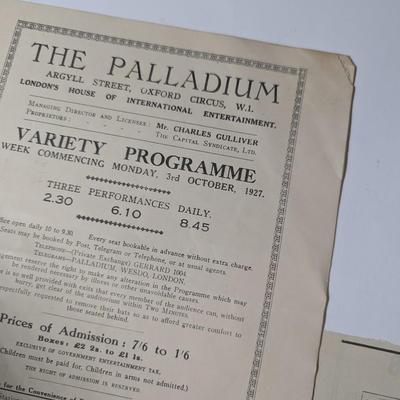 THE PALLADIUM
ARGYLL STREET, OXFORD CIRCUS, W.1.
LONDON'S HOUSE OF INTERNATIONAL ENTERTAINMENT.
MANAGING DIRECTOR AND LICENSEE: Mr. CHARLES GULLIVER
PROPRIETORS: THE CAPITAL SYNDICATE, LTD.
VARIETY PROGRAMME
WEEK COMMENCING MONDAY, 3rd OCTOBER, 1927.
THREE PERFORMANCES DAILY.
2.30 6.10 8.45
open daily 10 to 9.30 Every seat bookable in advance without extra charge.
Seats may be booked by Post, Telegram or Telephone, or at usual agents.
TELEPHONE—(Private Exchange) GERRARD 1004.
TELEGRAMS—PALLADIUM, WESDO, LONDON.
reserve the right to make any alteration in the Programme which may
be rendered necessary by illness or other unavoidable causes.
is so well provided with exits that every member of the audience can, without
hurry, get clear of the auditorium within TWO MINUTES.
respectfully requested to remove their hats so as to afford greater comfort to
those seated behind.
Prices of Admission: 7/6 to 1/6
Boxes: £2 2s. to £1 1s.
EXCLUSIVE OF GOVERNMENT ENTERTAINMENT TAX.
(Children must be paid for. Children in arms not admitted.)
THE RIGHT OF ADMISSION IS RESERVED.
for the Convenience of